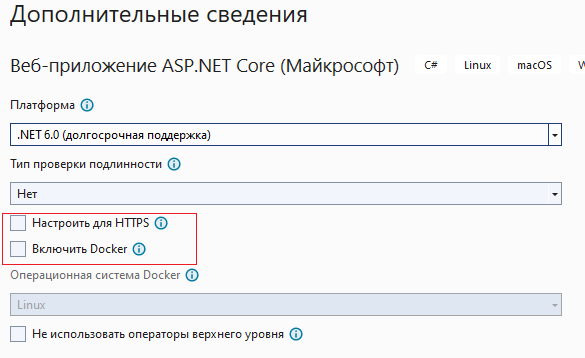 Дополнительные сведения
Веб-приложение ASP.NET Core (Майкрософт) C# Linux macOS
Платформа
.NET 6.0 (долгосрочная поддержка)
Тип проверки подлинности
Нет
Настроить для HTTPS
Включить Docker
Операционная система Docker
Linux
Не использовать операторы верхнего уровня